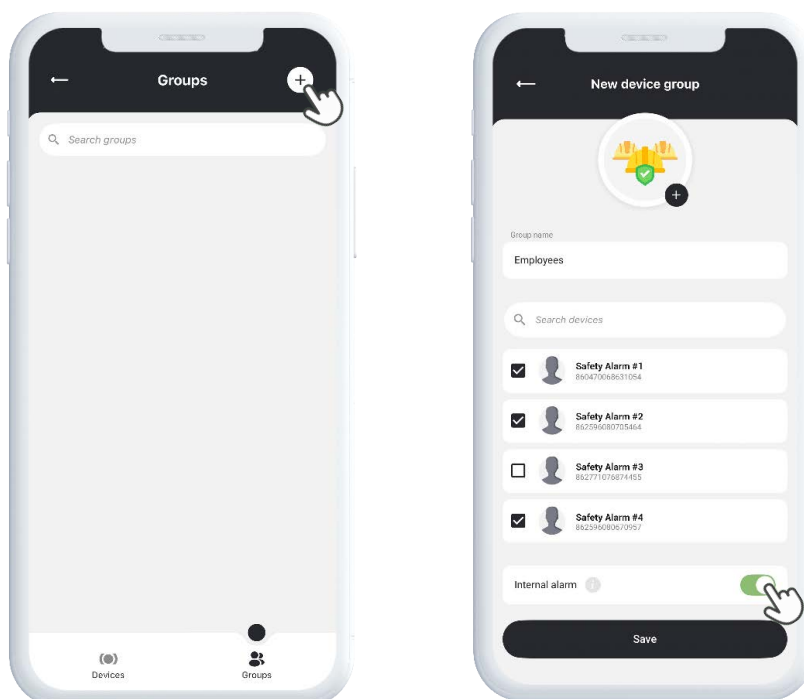 Groups
Search groups
Devices
Groups
New device group
Group name
Employees
Search devices
Safety Alarm #1
860470068631054
Safety Alarm #2
862596080705464
Safety Alarm #3
862771076874455
Safety Alarm #4
862596080670957
Internal alarm
Save